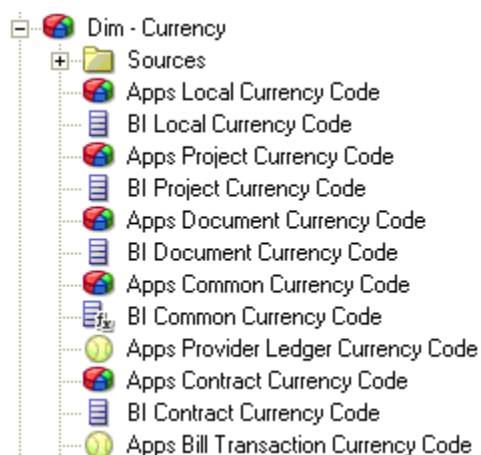 Dim - Currency
Sources
Apps Local Currency Code
BI Local Currency Code
Apps Project Currency Code
BI Project Currency Code
Apps Document Currency Code
BI Document Currency Code
Apps Common Currency Code
BI Common Currency Code
Apps Provider Ledger Currency Code
Apps Contract Currency Code
BI Contract Currency Code
Apps Bill Transaction Currency Code